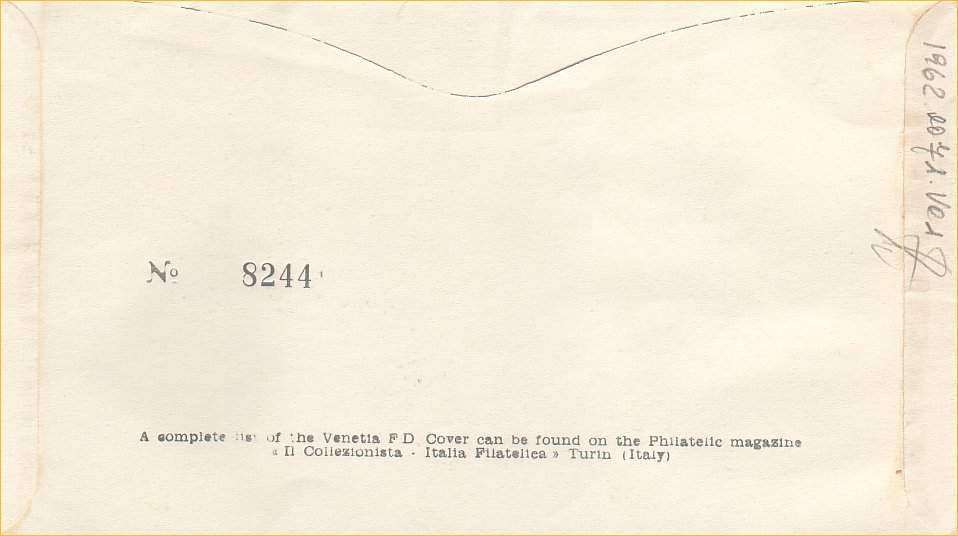 Nº 8244
A complete list of the Venetia F D Cover can be found on the Philatelic magazine
« Il Collezionista - Italia Filatelica » Turin (Italy)
1962